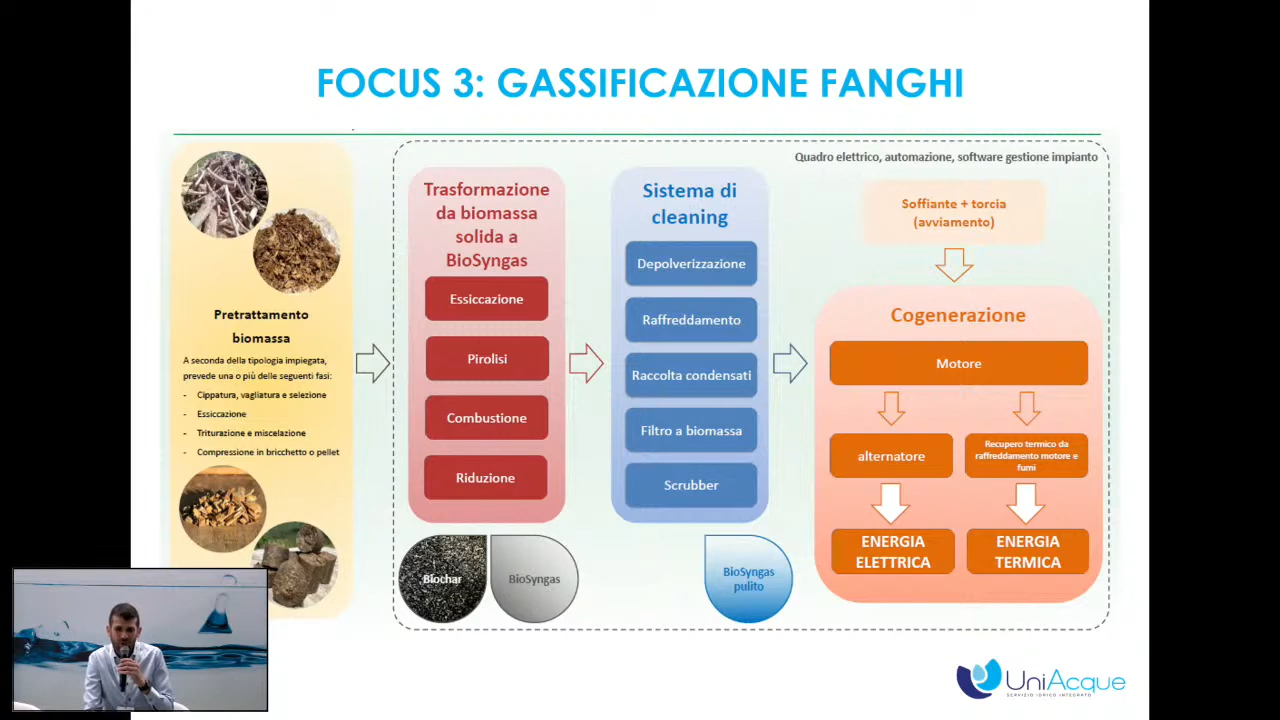 FOCUS 3: GASSIFICAZIONE FANGHI
Quadro elettrico, automazione, software gestione impianto
Pretrattamento
biomassa
A seconda della tipologia impiegata,
prevede una o più delle seguenti fasi:
- Cippatura, vagliatura e selezione
- Essiccazione
- Triturazione e miscelazione
- Compressione in bricchetto o pellet
Trasformazione
da biomassa
solida a
BioSyngas
Essiccazione
Pirolisi
Combustione
Riduzione
Biochar
BioSyngas
Sistema di
cleaning
Depolverizzazione
Raffreddamento
Raccolta condensati
Filtro a biomassa
Scrubber
BioSyngas
pulito
Soffiante + torcia
(avviamento)
Cogenerazione
Motore
alternatore
Recupero termico da
raffreddamento motore e
fumi
ENERGIA
ELETTRICA
ENERGIA
TERMICA
UniAcque
SERVIZIO IDRICO INTEGRATO